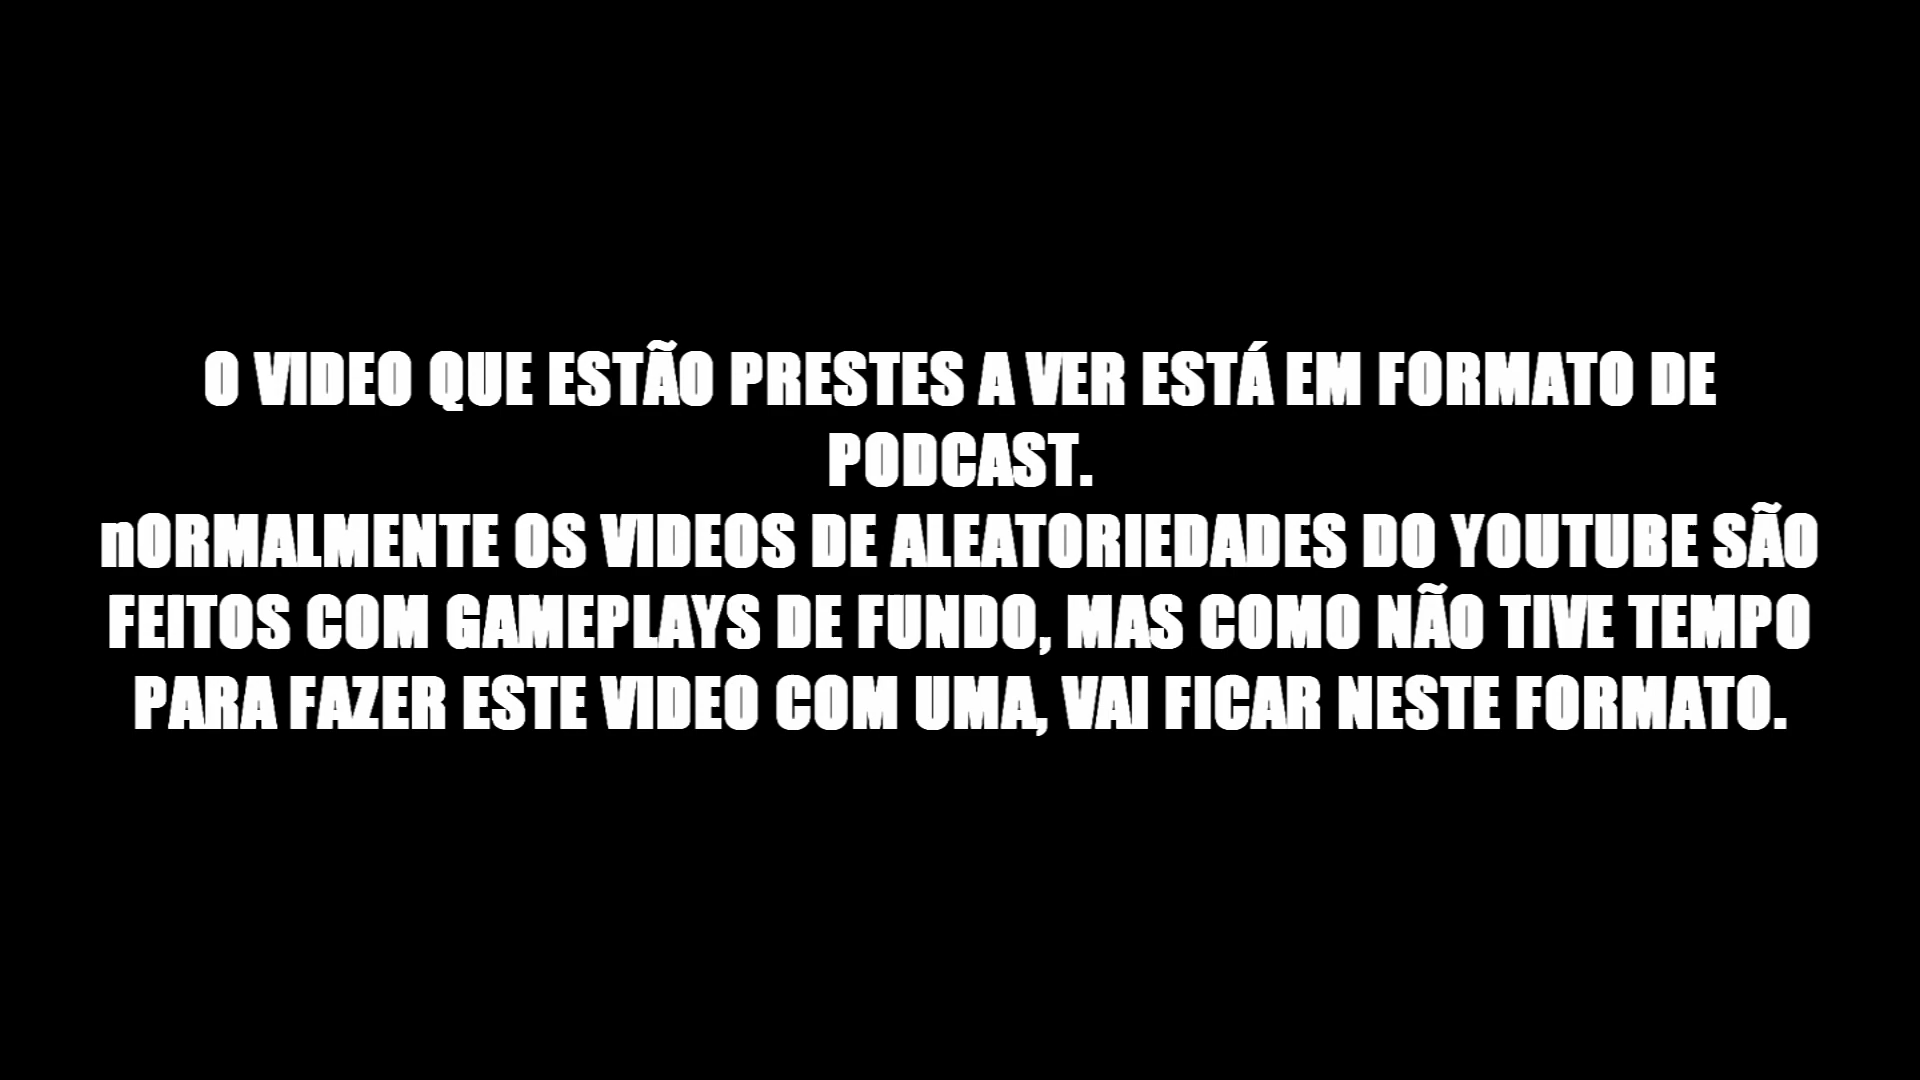 O VIDEO QUE ESTÃO PRESTES A VER ESTÁ EM FORMATO DE
PODCAST.
nORMALMENTE OS VIDEOS DE ALEATORIEDADES DO YOUTUBE SÃO
FEITOS COM GAMEPLAYS DE FUNDO, MAS COMO NÃO TIVE TEMPO
PARA FAZER ESTE VIDEO COM UMA, VAI FICAR NESTE FORMATO.